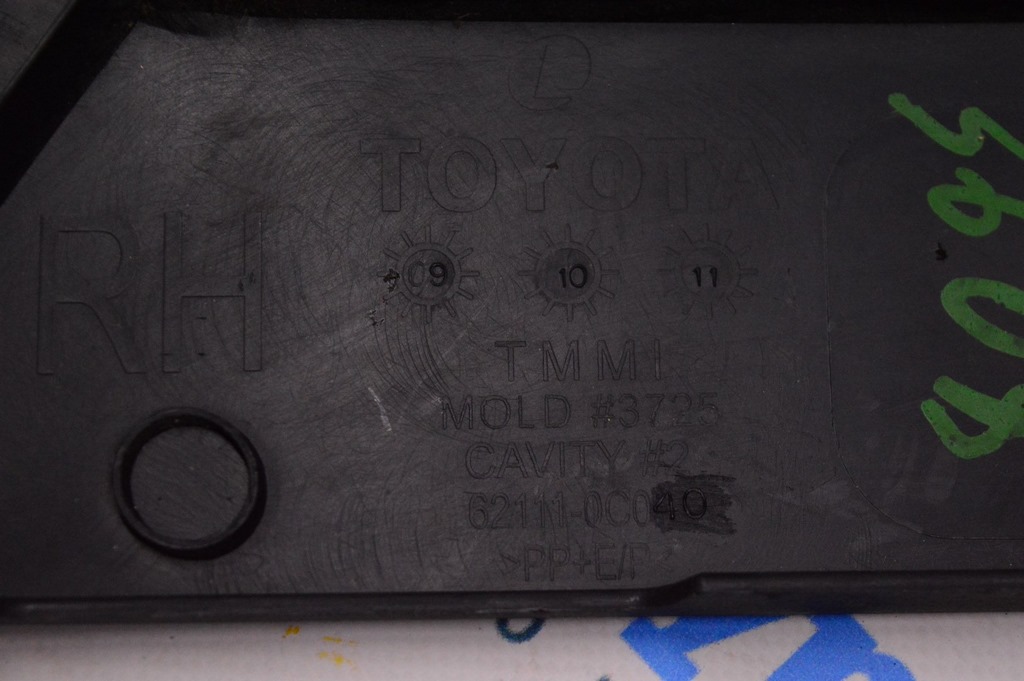 L
TOYOTA
RH
09 10 11
TMMI
MOLD #3725
CAVITY #2
62111-0C040
>PP+E/P<